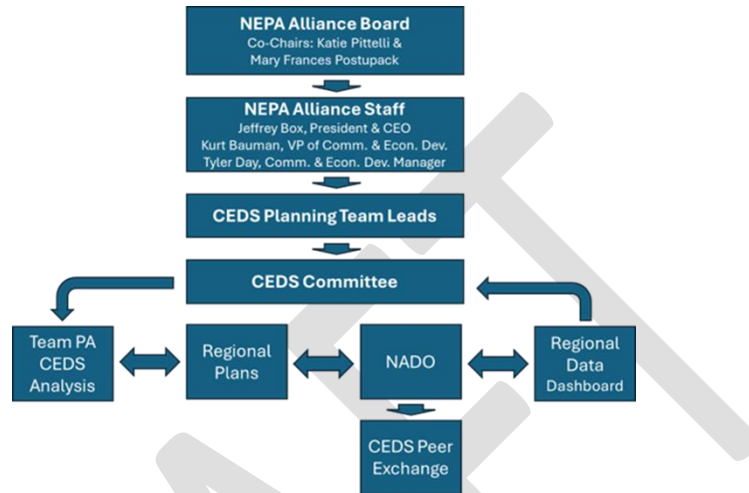 NEPA Alliance Board
Co-Chairs: Katie Pittelli &
Mary Frances Postupack
NEPA Alliance Staff
Jeffrey Box, President & CEO
Kurt Bauman, VP of Comm. & Econ. Dev.
Tyler Day, Comm. & Econ. Dev. Manager
CEDS Planning Team Leads
CEDS Committee
Team PA
CEDS
Analysis
Regional
Plans
NADO
Regional
Data
Dashboard
CEDS Peer
Exchange